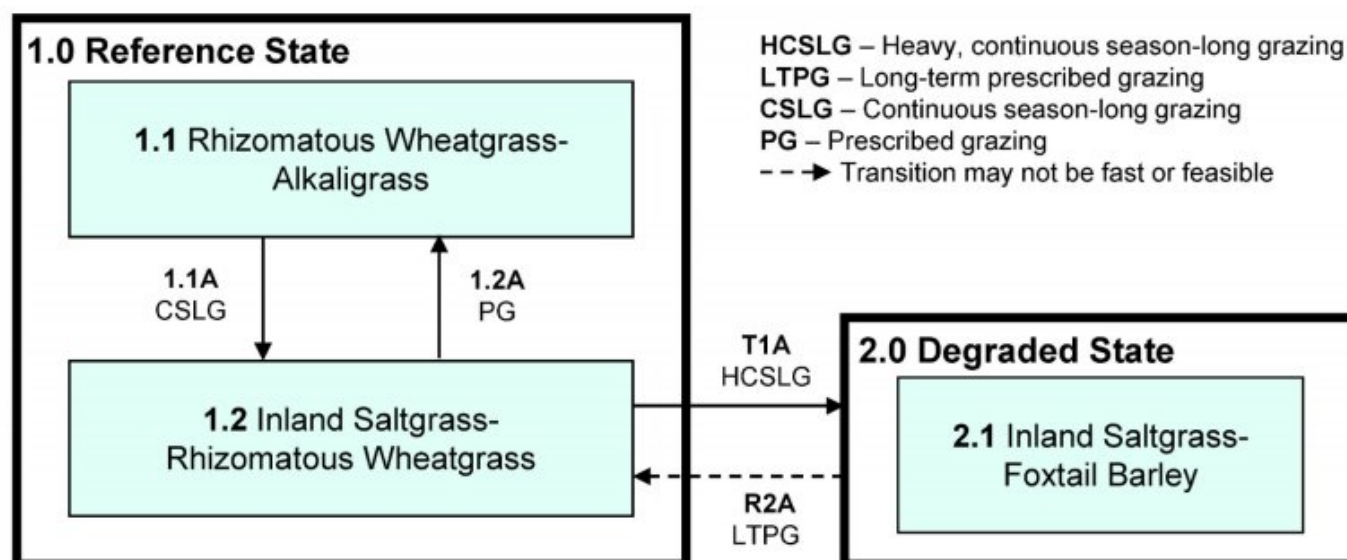 1.0 Reference State
1.1 Rhizomatous Wheatgrass-
Alkaligrass
1.1A
CSLG
1.2A
PG
1.2 Inland Saltgrass-
Rhizomatous Wheatgrass
HCSLG – Heavy, continuous season-long grazing
LTPG – Long-term prescribed grazing
CSLG – Continuous season-long grazing
PG – Prescribed grazing
Transition may not be fast or feasible
T1A
HCSLG
R2A
LTPG
2.0 Degraded State
2.1 Inland Saltgrass-
Foxtail Barley